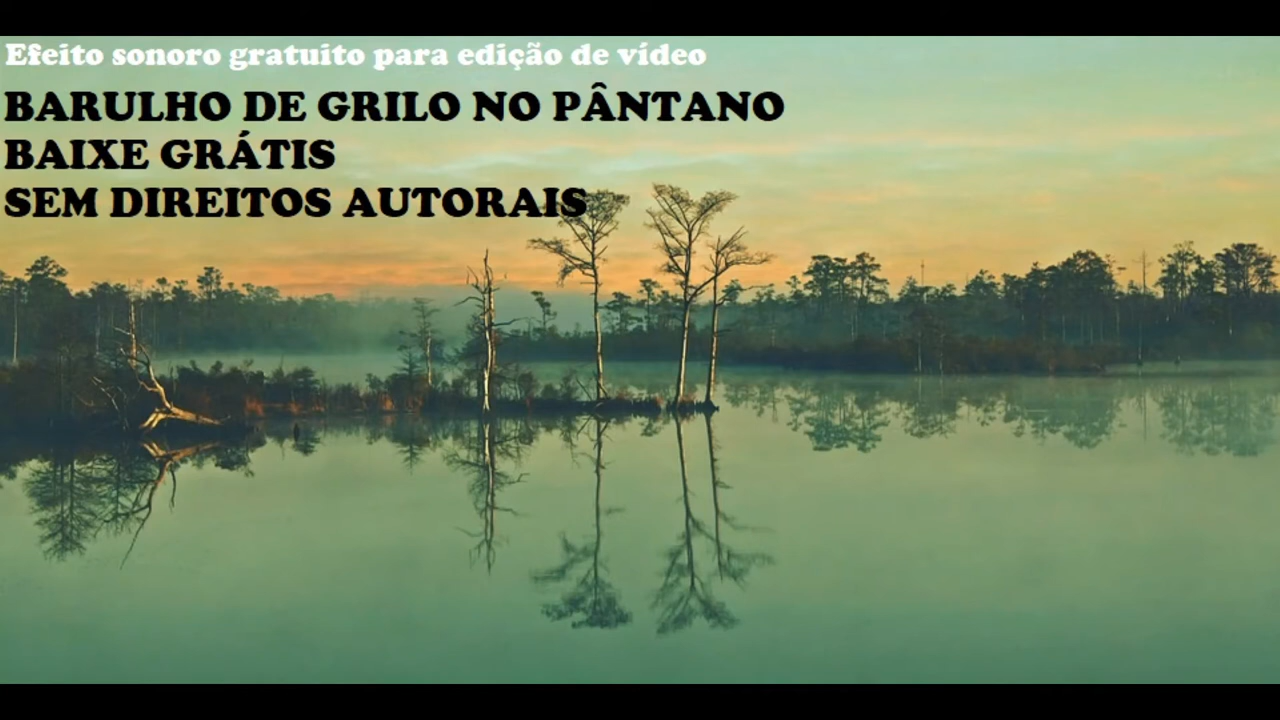 Efeito sonoro gratuito para edição de vídeo
BARULHO DE GRILO NO PÂNTANO
BAIXE GRÁTIS
SEM DIREITOS AUTORAIS